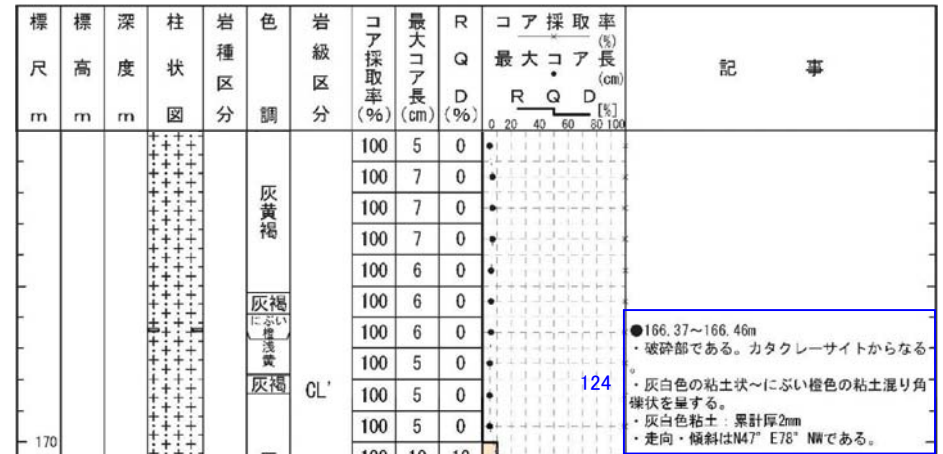 標尺m 標高m 深度m 柱状図 岩種区分 色調 岩級区分 コア採取率(%) 最大コア長(cm) RQD(%) コア採取率(%) 最大コア長(cm) RQD[%] 記事
0 20 40 60 80 100
100 5 0
100 7 0
灰黄褐
100 7 0
100 7 0
100 6 0
灰褐 100 6 0
にぶい橙 100 6 0
浅黄 100 5 0
灰褐 CL' 100 5 0
100 5 0
170
124
●166.37～166.46m
・破砕部である。カタクレーサイトからなる
。
・灰白色の粘土状～にぶい橙色の粘土混り角
礫状を呈する。
・灰白色粘土：累計厚2mm
・走向・傾斜はN47°E78°NWである。